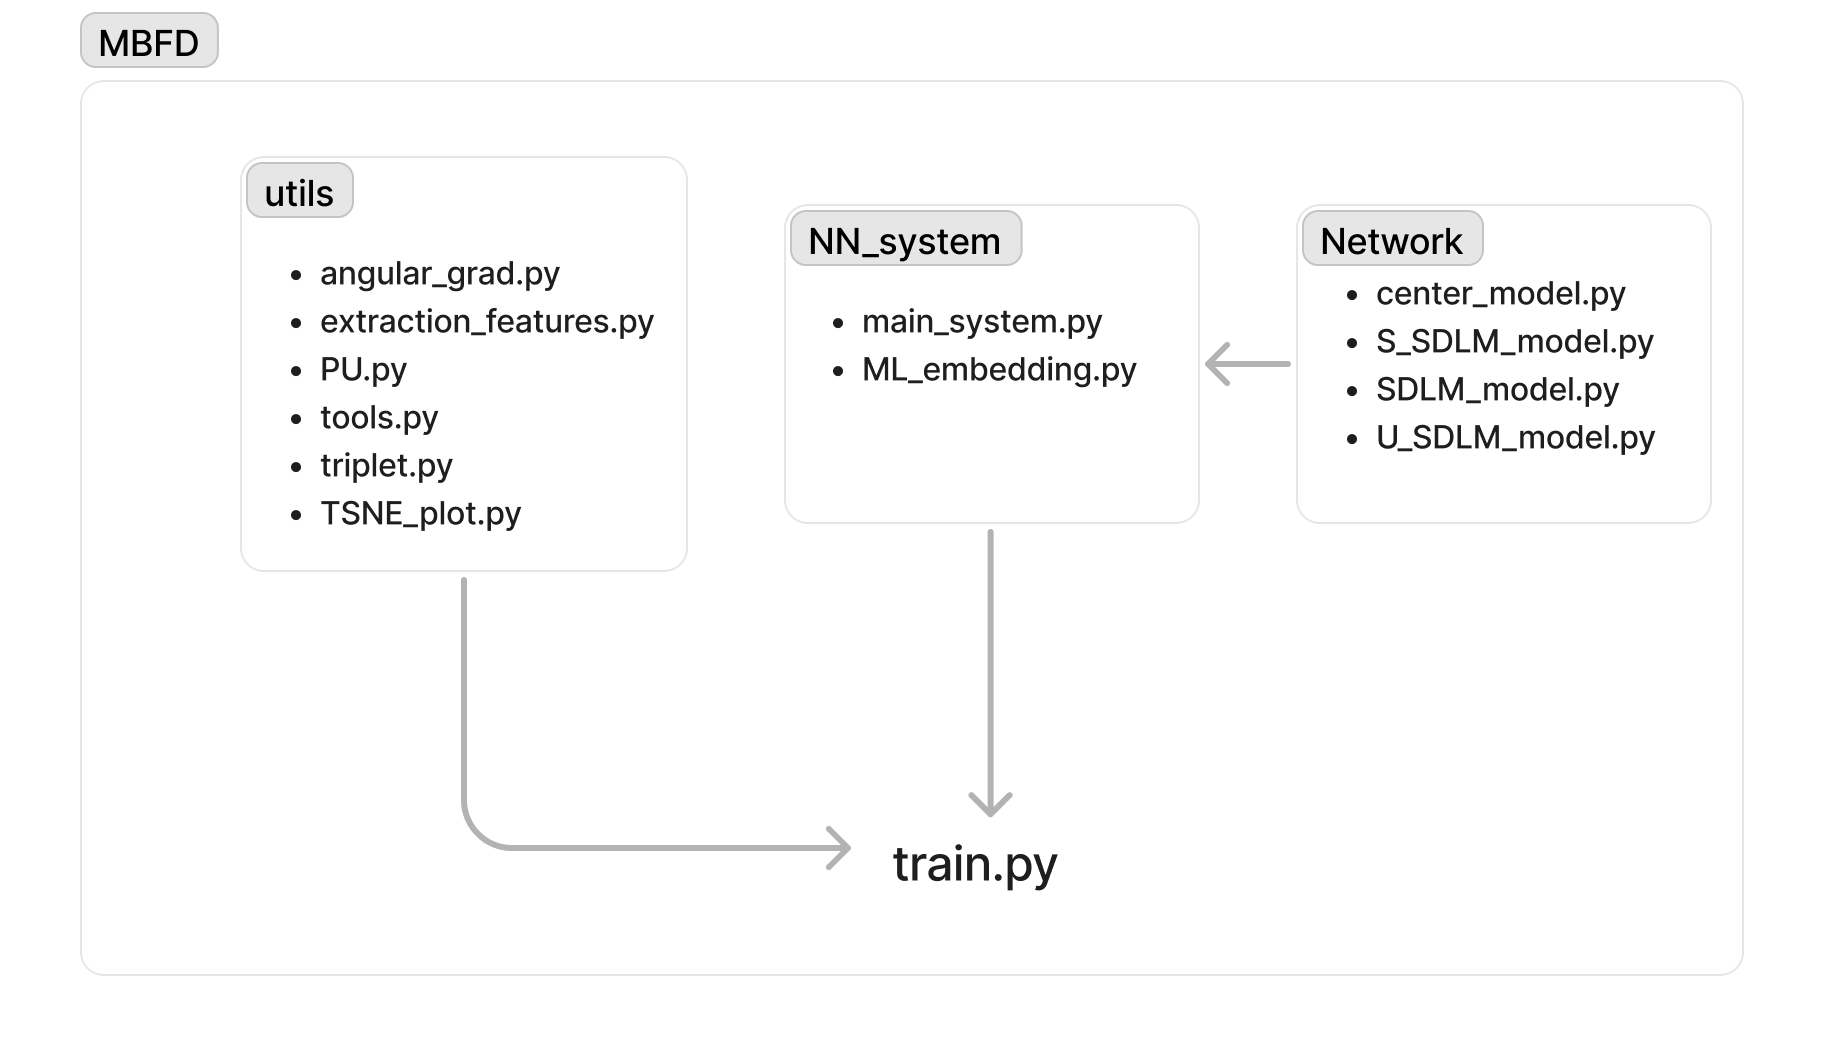 MBFD
utils
angular_grad.py
extraction_features.py
PU.py
tools.py
triplet.py
TSNE_plot.py
NN_system
main_system.py
ML_embedding.py
Network
center_model.py
S_SDLM_model.py
SDLM_model.py
U_SDLM_model.py
train.py